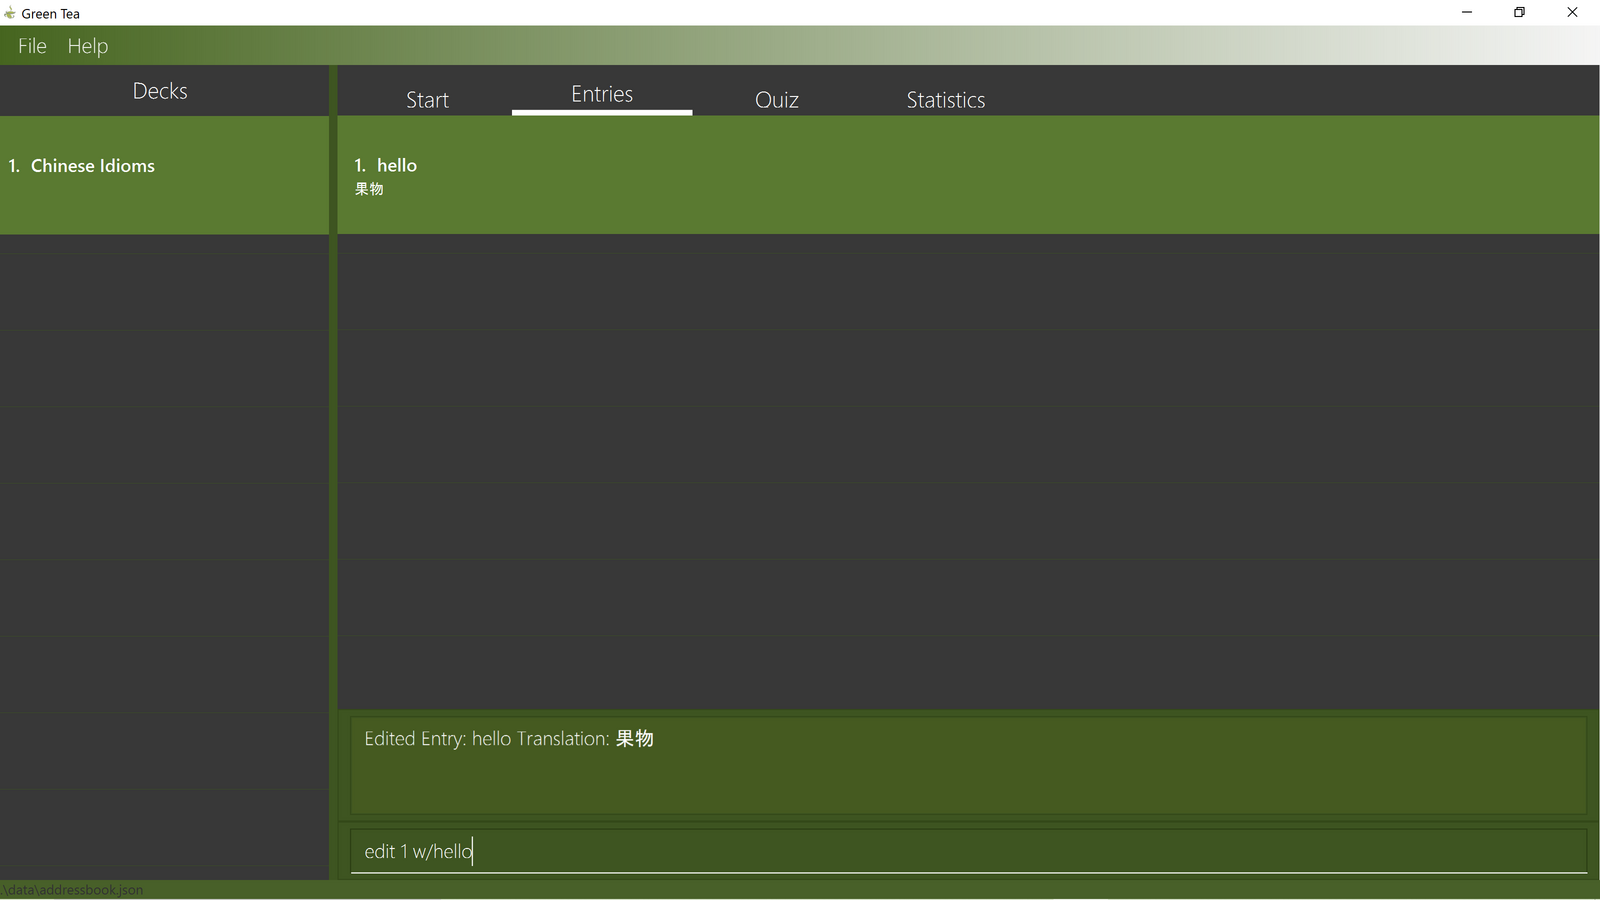 Green Tea
File Help
Decks
Start Entries Quiz Statistics
1. Chinese Idioms
1. hello
果物
Edited Entry: hello Translation: 果物
edit 1 w/hello
.\data\addressbook.json